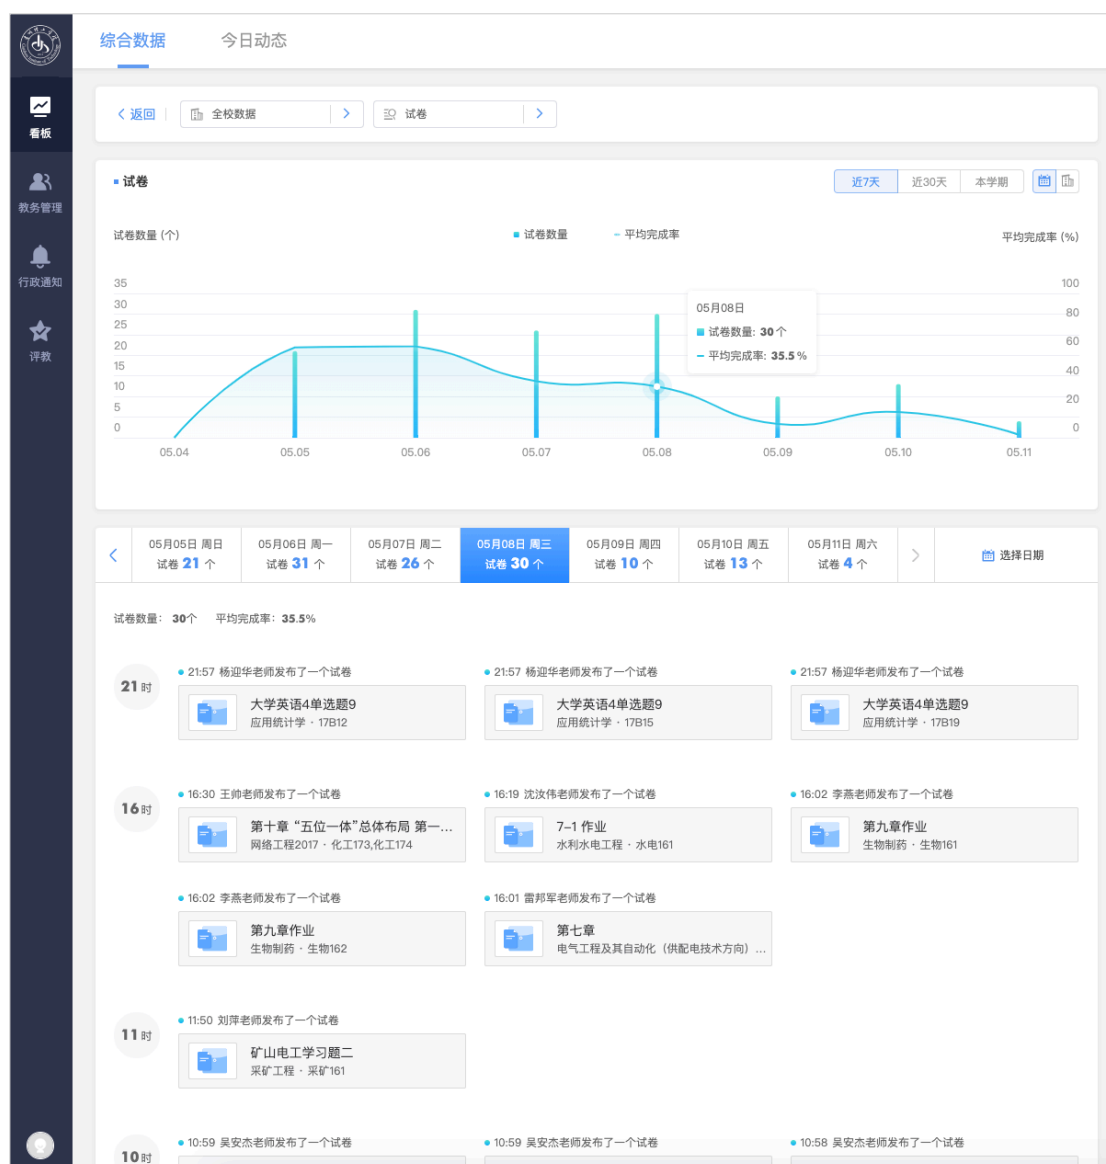 综合数据
今日动态
看板
教务管理
行政通知
评教
返回
全校数据
试卷
试卷
近7天
近30天
本学期
试卷数量 (个)
试卷数量
平均完成率
平均完成率 (%)
35
30
25
20
15
10
5
0
100
80
60
40
20
0
05月08日
试卷数量: 30 个
平均完成率: 35.5 %
05.04
05.05
05.06
05.07
05.08
05.09
05.10
05.11
05月05日 周日
试卷 21 个
05月06日 周一
试卷 31 个
05月07日 周二
试卷 26 个
05月08日 周三
试卷 30 个
05月09日 周四
试卷 10 个
05月10日 周五
试卷 13 个
05月11日 周六
试卷 4 个
选择日期
试卷数量： 30个 平均完成率：35.5%
21时
21:57 杨迎华老师发布了一个试卷
大学英语4单选题9
应用统计学 · 17B12
21:57 杨迎华老师发布了一个试卷
大学英语4单选题9
应用统计学 · 17B15
21:57 杨迎华老师发布了一个试卷
大学英语4单选题9
应用统计学 · 17B19
16时
16:30 王帅老师发布了一个试卷
第十章 “五位一体”总体布局 第一...
网络工程2017 · 化工173,化工174
16:19 沈汝伟老师发布了一个试卷
7–1 作业
水利水电工程 · 水电161
16:02 李燕老师发布了一个试卷
第九章作业
生物制药 · 生物161
16:02 李燕老师发布了一个试卷
第九章作业
生物制药 · 生物162
16:01 雷邦军老师发布了一个试卷
第七章
电气工程及其自动化（供配电技术方向）...
11时
11:50 刘萍老师发布了一个试卷
矿山电工学习题二
采矿工程 · 采矿161
10时
10:59 吴安杰老师发布了一个试卷
10:59 吴安杰老师发布了一个试卷
10:58 吴安杰老师发布了一个试卷